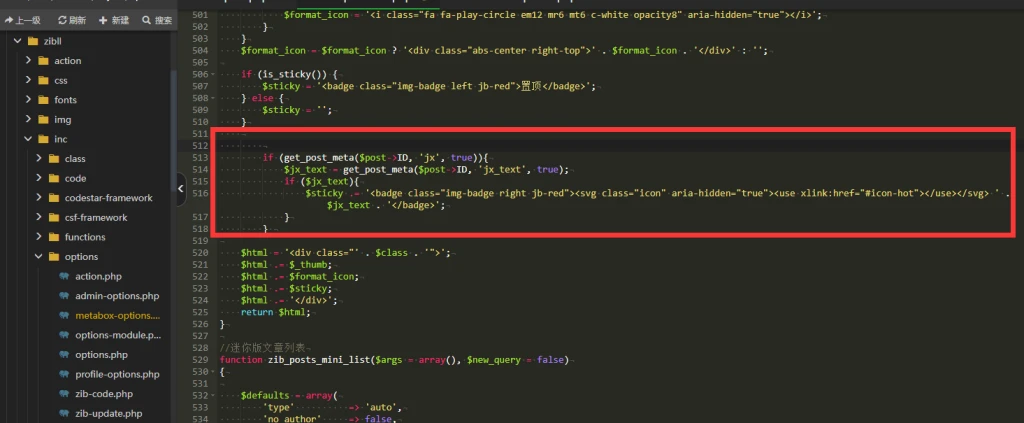 上一级 刷新 新建 搜索
zibll
action
css
fonts
img
inc
class
code
codestar-framework
csf-framework
functions
options
action.php
admin-options.php
metabox-options....
options-module.p...
options.php
profile-options.php
zib-code.php
zib-update.php
501 $format_icon = '<i class="fa fa-play-circle em12 mr6 mt6 c-white opacity8" aria-hidden="true"></i>';
502 }
503 }
504 $format_icon = $format_icon ? '<div class="abs-center right-top">' . $format_icon . '</div>' : '';
505
506 if (is_sticky()) {
507 $sticky = '<badge class="img-badge left jb-red">置顶</badge>';
508 } else {
509 $sticky = '';
510 }
511
512
513 if (get_post_meta($post->ID, 'jx', true)){
514 $jx_text = get_post_meta($post->ID, 'jx_text', true);
515 if ($jx_text){
516 $sticky .= '<badge class="img-badge right jb-red"><svg class="icon" aria-hidden="true"><use xlink:href="#icon-hot"></use></svg> ' .
$jx_text . '</badge>';
517 }
518 }
519
520 $html = '<div class="' . $class . '">';
521 $html .= $_thumb;
522 $html .= $format_icon;
523 $html .= $sticky;
524 $html .= '</div>';
525 return $html;
526 }
527
528 //迷你版文章列表
529 function zib_posts_mini_list($args = array(), $new_query = false)
530 {
531
532 $defaults = array(
533 'type' => 'auto',
534 'no_author' => false,